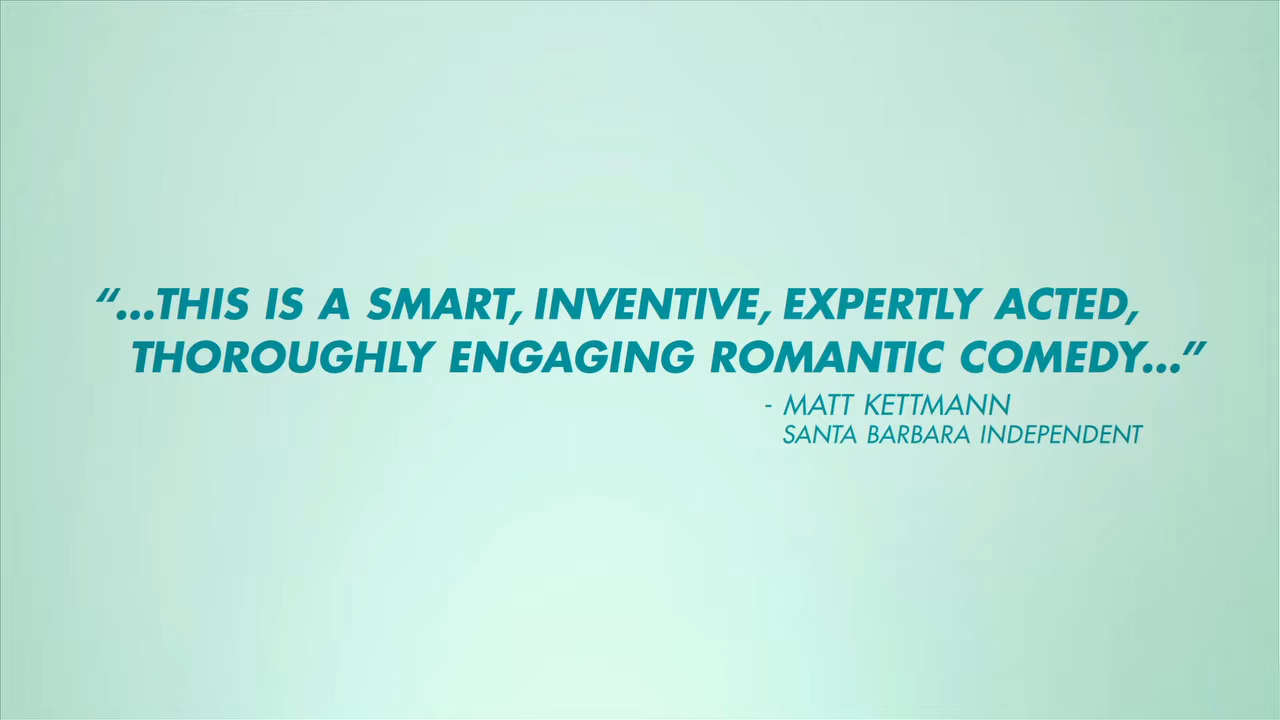 “...THIS IS A SMART, INVENTIVE, EXPERTLY ACTED,
THOROUGHLY ENGAGING ROMANTIC COMEDY...”
- MATT KETTMANN
SANTA BARBARA INDEPENDENT